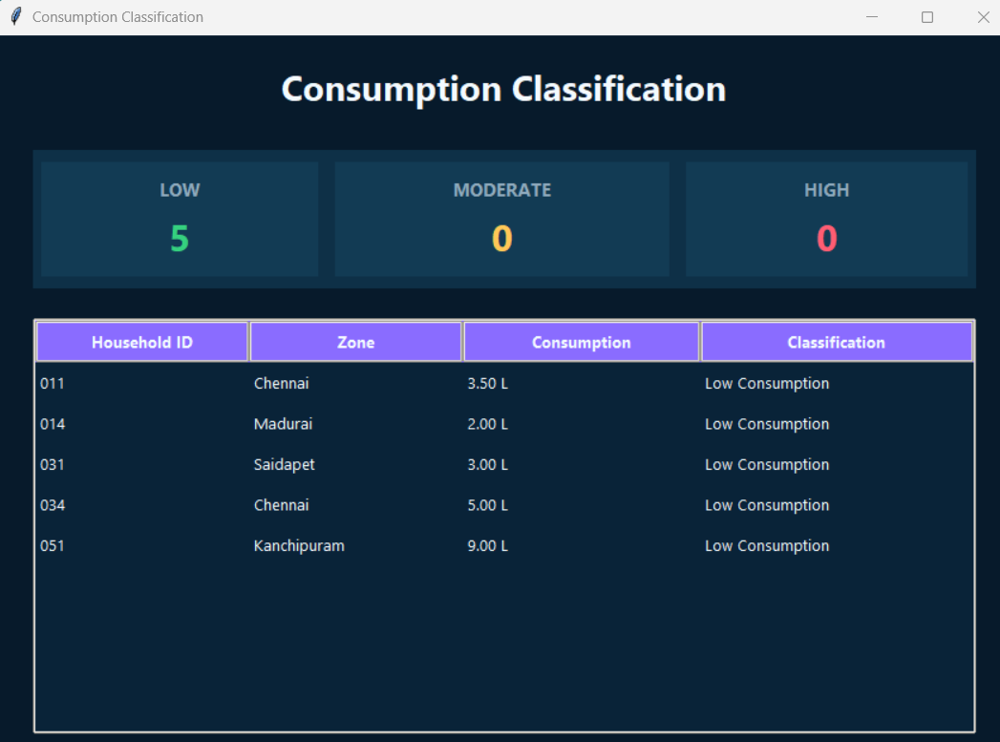 Consumption Classification
Consumption Classification
LOW MODERATE HIGH
5 0 0
Household ID Zone Consumption Classification
011 Chennai 3.50 L Low Consumption
014 Madurai 2.00 L Low Consumption
031 Saidapet 3.00 L Low Consumption
034 Chennai 5.00 L Low Consumption
051 Kanchipuram 9.00 L Low Consumption